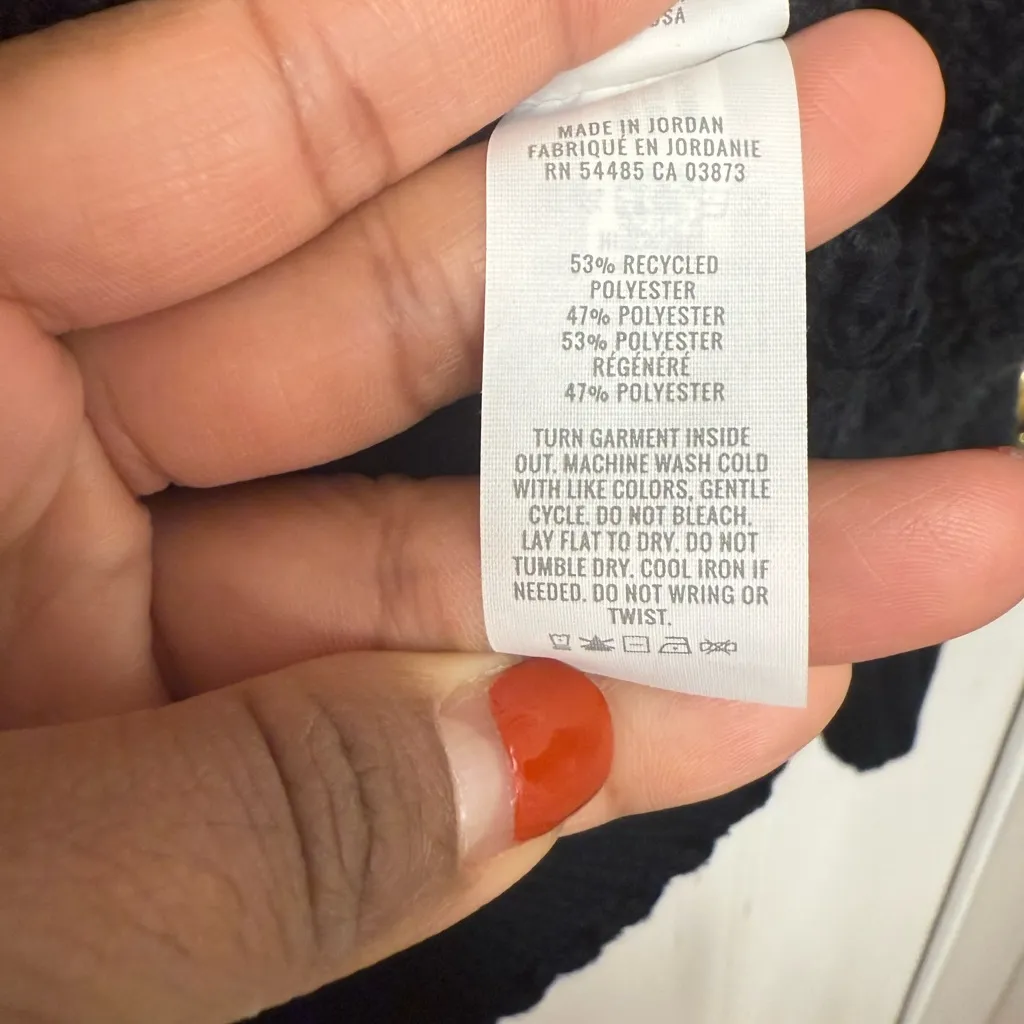 USA
MADE IN JORDAN
FABRIQUÉ EN JORDANIE
RN 54485 CA 03873
53% RECYCLED
POLYESTER
47% POLYESTER
53% POLYESTER
RÉGÉNÉRÉ
47% POLYESTER
TURN GARMENT INSIDE
OUT. MACHINE WASH COLD
WITH LIKE COLORS, GENTLE
CYCLE. DO NOT BLEACH.
LAY FLAT TO DRY. DO NOT
TUMBLE DRY. COOL IRON IF
NEEDED. DO NOT WRING OR
TWIST.